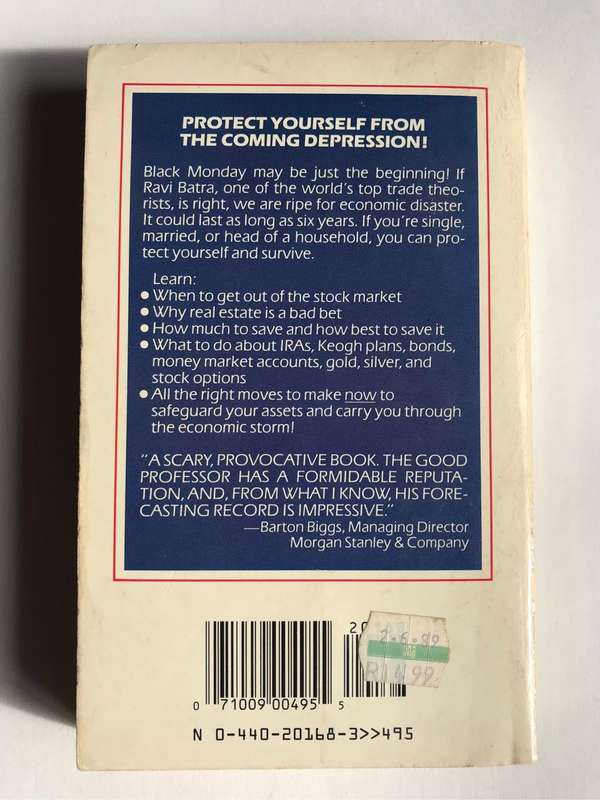 PROTECT YOURSELF FROM
THE COMING DEPRESSION!
Black Monday may be just the beginning! If
Ravi Batra, one of the world's top trade theo-
rists, is right, we are ripe for economic disaster.
It could last as long as six years. If you're single,
married, or head of a household, you can pro-
tect yourself and survive.
Learn:
● When to get out of the stock market
● Why real estate is a bad bet
● How much to save and how best to save it
● What to do about IRAs, Keogh plans, bonds,
money market accounts, gold, silver, and
stock options
● All the right moves to make now to
safeguard your assets and carry you through
the economic storm!
"A SCARY, PROVOCATIVE BOOK. THE GOOD
PROFESSOR HAS A FORMIDABLE REPUTA-
TION, AND, FROM WHAT I KNOW, HIS FORE-
CASTING RECORD IS IMPRESSIVE."
—Barton Biggs, Managing Director
Morgan Stanley & Company
20
2.6.89
R14.99
0 71009 00495 5
N 0-440-20168-3>>495